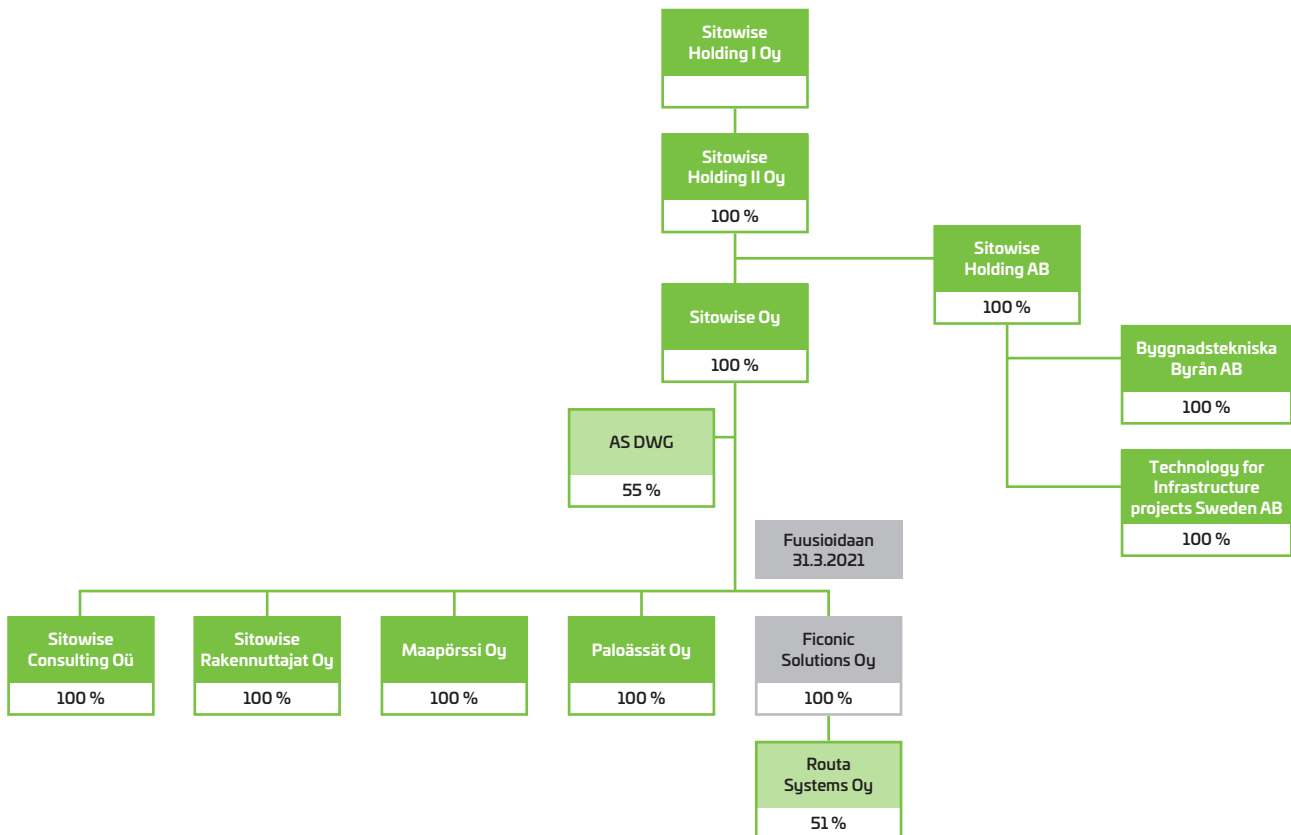 Sitowise
Holding I Oy
Sitowise
Holding II Oy
100 %
Sitowise
Holding AB
100 %
Sitowise Oy
100 %
Byggnadstekniska
Byrån AB
100 %
AS DWG
55 %
Technology for
Infrastructure
projects Sweden AB
100 %
Fuusioidaan
31.3.2021
Sitowise
Consulting Oü
100 %
Sitowise
Rakennuttajat Oy
100 %
Maapörssi Oy
100 %
Paloässät Oy
100 %
Ficonic
Solutions Oy
100 %
Routa
Systems Oy
51 %